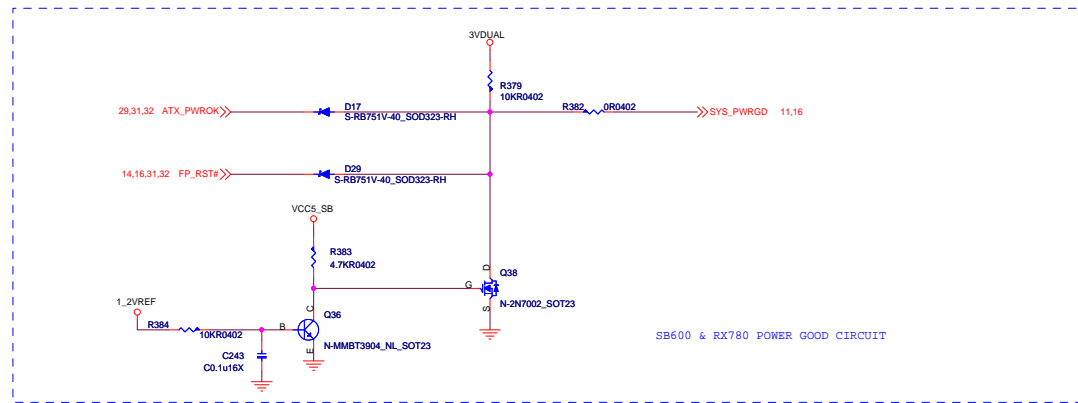 3VDUAL
R379
10KR0402
29,31,32 ATX_PWROK
D17
S-RB751V-40_SOD323-RH
R382 0R0402
SYS_PWRGD 11,16
14,16,31,32 FP_RST#
D29
S-RB751V-40_SOD323-RH
VCC5_SB
R383
4.7KR0402
D
Q38
G
N-2N7002_SOT23
S
1_2VREF
R384
10KR0402
C
Q36
B
N-MMBT3904_NL_SOT23
E
C243
C0.1u16X
SB600 & RX780 POWER GOOD CIRCUIT